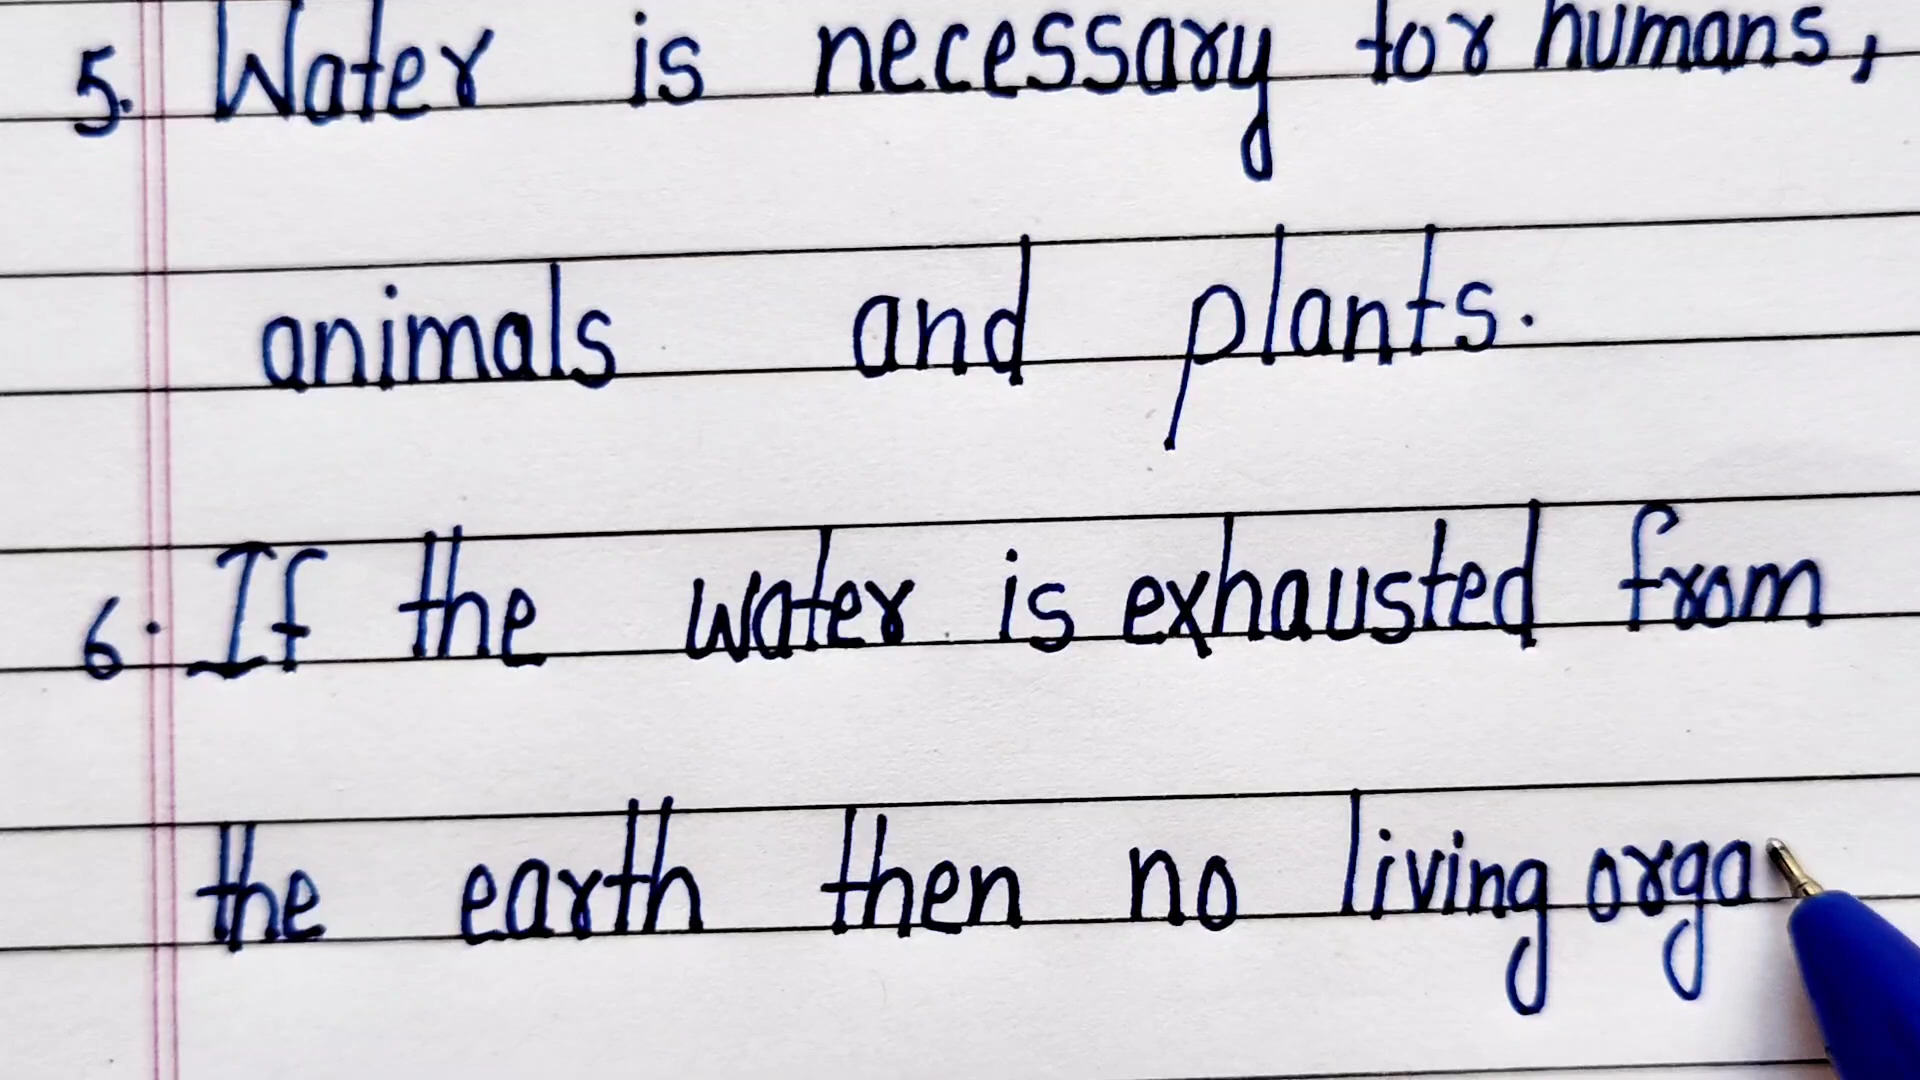 5. Water is necessary for humans,
animals and plants.
6. If the water is exhausted from
the earth then no living orga